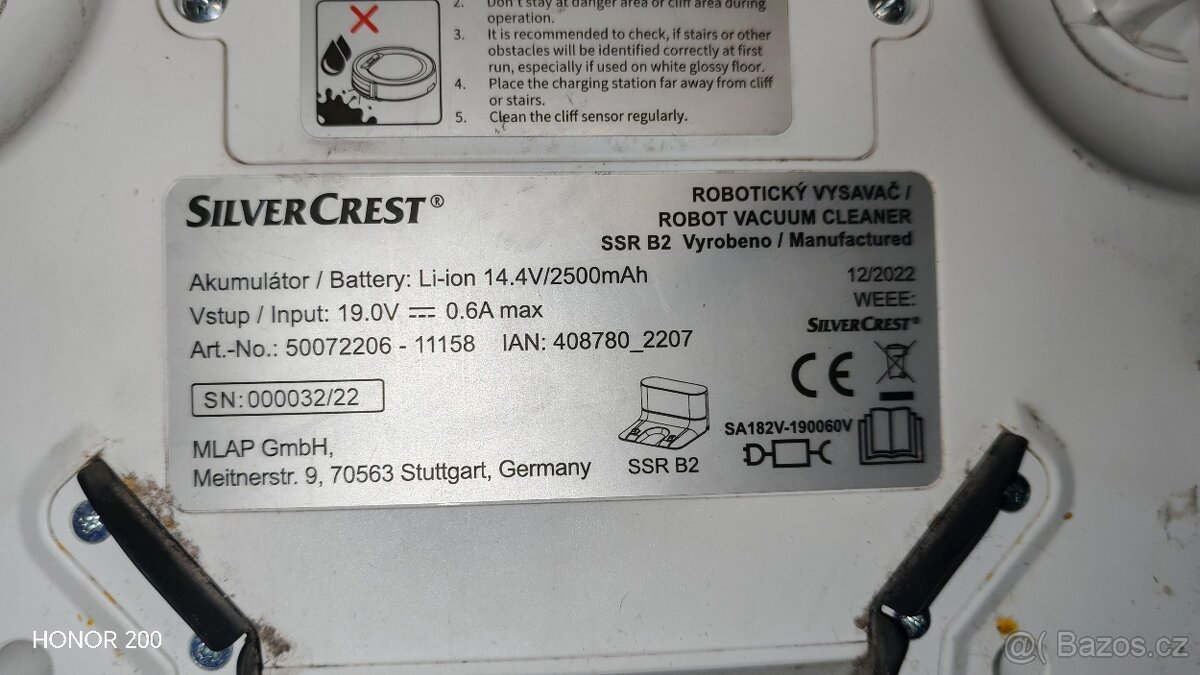 2. Don't stay at danger area or cliff area during
operation.
3. It is recommended to check, if stairs or other
obstacles will be identified correctly at first
run, especially if used on white glossy floor.
4. Place the charging station far away from cliff
or stairs.
5. Clean the cliff sensor regularly.
SILVERCREST®
ROBOTICKÝ VYSAVAČ /
ROBOT VACUUM CLEANER
SSR B2 Vyrobeno / Manufactured
12/2022
WEEE:
SILVERCREST®
Akumulátor / Battery: Li-ion 14.4V/2500mAh
Vstup / Input: 19.0V ⎓ 0.6A max
Art.-No.: 50072206 - 11158 IAN: 408780_2207
CE
SN:000032/22
SA182V-190060V
MLAP GmbH,
Meitnerstr. 9, 70563 Stuttgart, Germany
SSR B2
HONOR 200
@( Bazos.cz